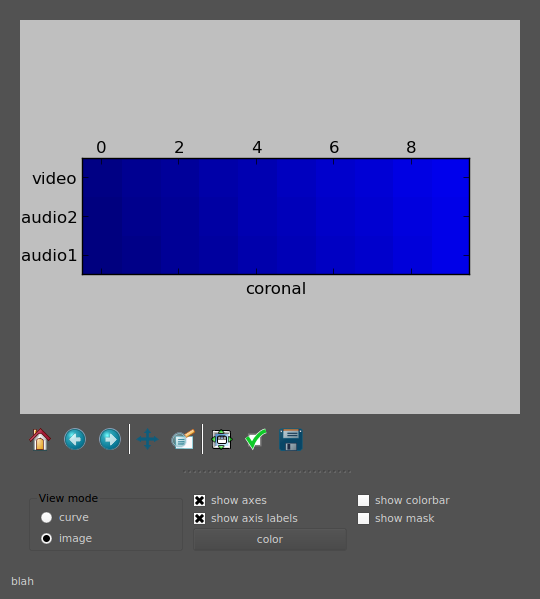 0 2 4 6 8
video
audio2
audio1
coronal
View mode
curve
image
show axes
show axis labels
color
show colorbar
show mask
blah